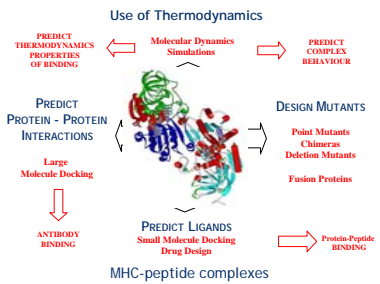 Use of Thermodynamics
PREDICT
THERMODYNAMICS
PROPERTIES
OF BINDING
Molecular Dynamics
Simulations
PREDICT
COMPLEX
BEHAVIOUR
PREDICT
PROTEIN - PROTEIN
INTERACTIONS
Large
Molecule Docking
ANTIBODY
BINDING
DESIGN MUTANTS
Point Mutants
Chimeras
Deletion Mutants
Fusion Proteins
PREDICT LIGANDS
Small Molecule Docking
Drug Design
Protein-Peptide
BINDING
MHC-peptide complexes